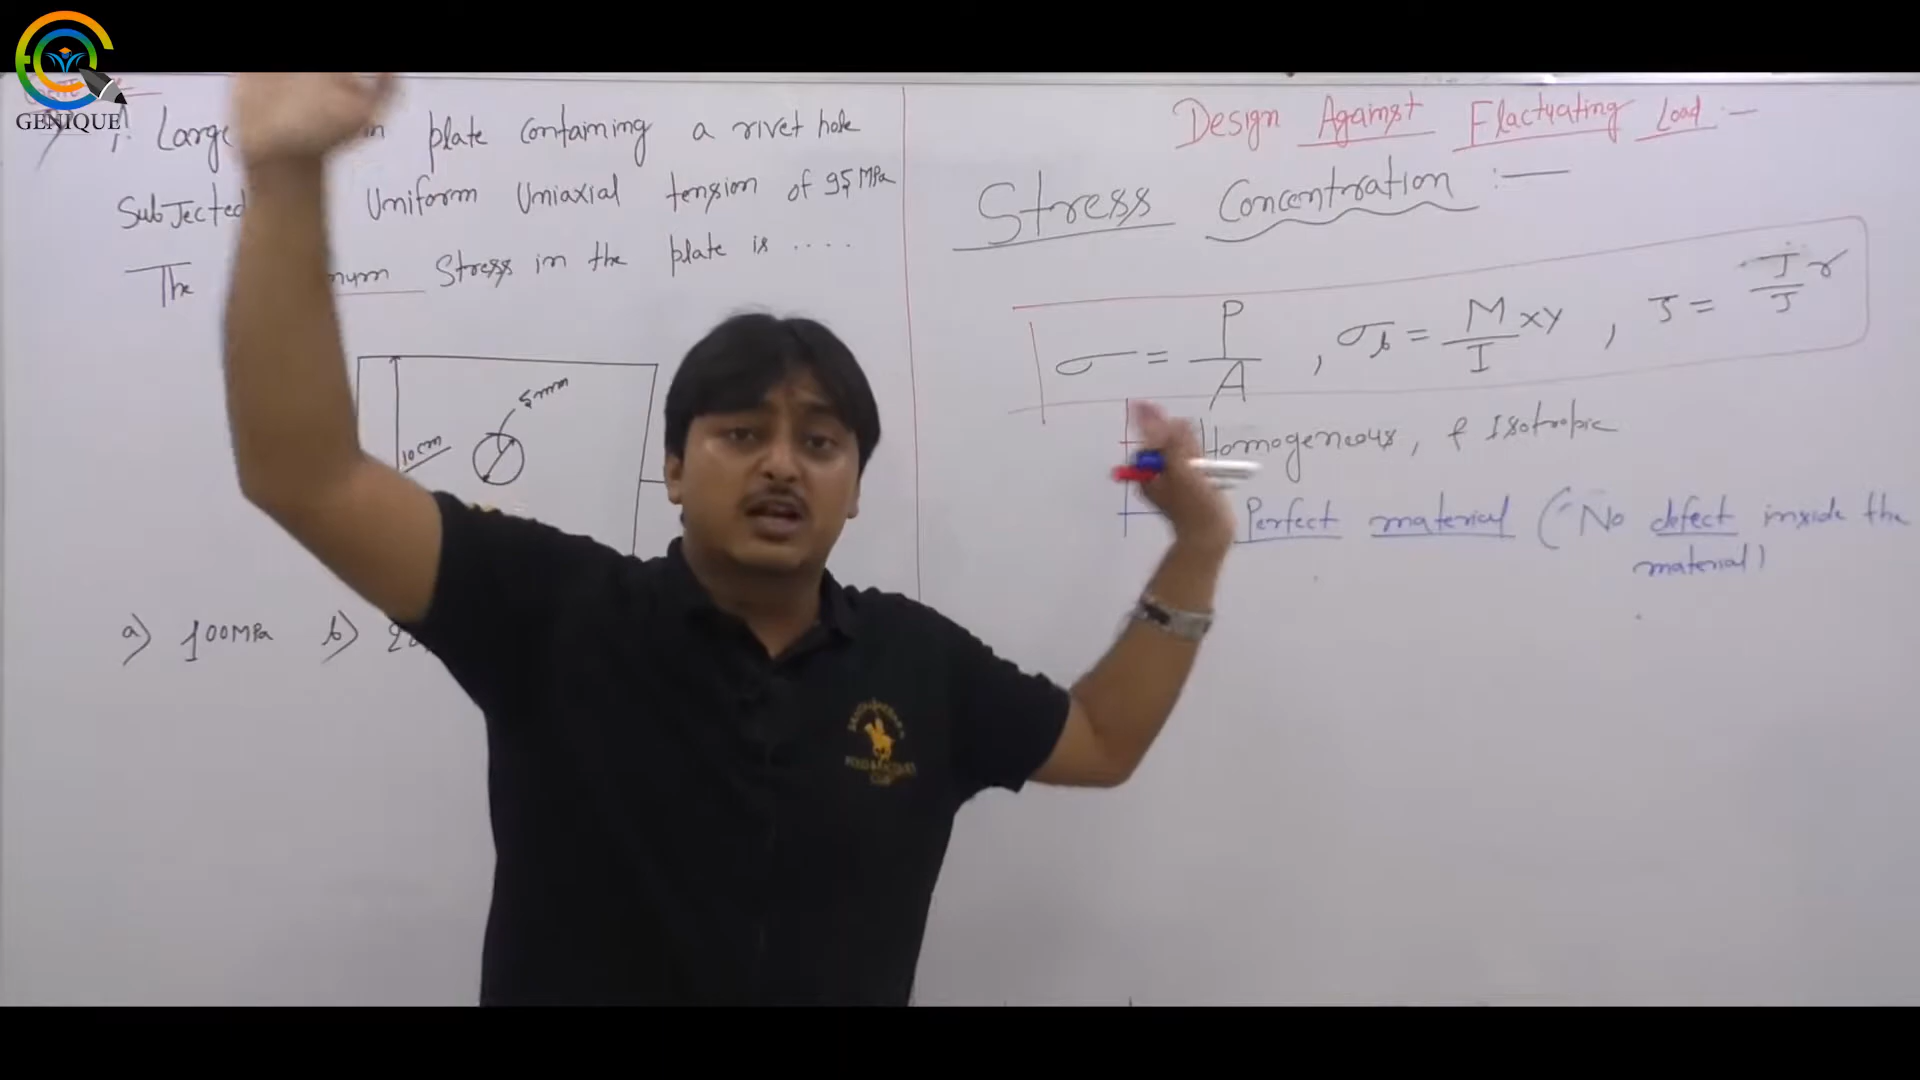 GENIQUE
Large plate containing a rivet hole
SubJected Uniform Uniaxial tension of 95 MPa
The Stress in the plate is ....
5mm
10cm
a) 100MPa b)
Design Against Flactuating Load :-
Stress Concentration :-
σ = P/A , σb = M/I xy , τ = T/J r
Homogeneous, & Isotropic
Perfect material ("No defect inside the
material)